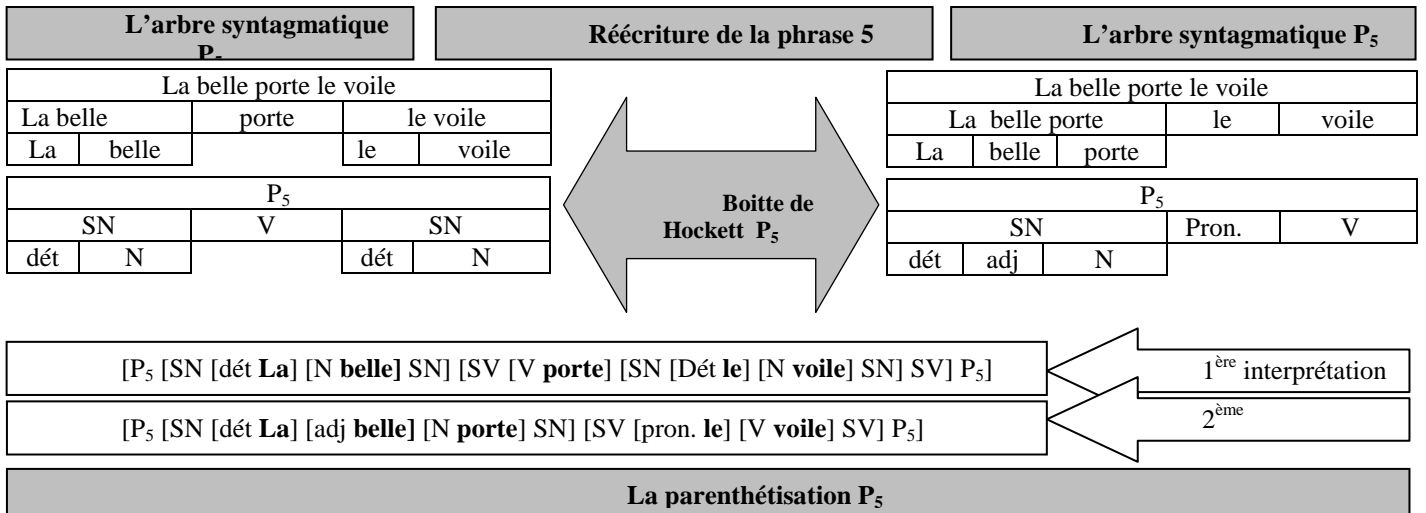 L’arbre syntagmatique
Réécriture de la phrase 5
L’arbre syntagmatique P₅
La belle porte le voile
La belle porte le voile
La belle le voile
La belle porte le voile
La belle porte le voile
La belle porte
P₅
SN V SN
dét N dét N
Boitte de
Hockett P₅
P₅
SN Pron. V
dét adj N
[P₅ [SN [dét La] [N belle] SN] [SV [V porte] [SN [Dét le] [N voile] SN] SV] P₅]
1ère interprétation
[P₅ [SN [dét La] [adj belle] [N porte] SN] [SV [pron. le] [V voile] SV] P₅]
2ème
La parenthétisation P₅